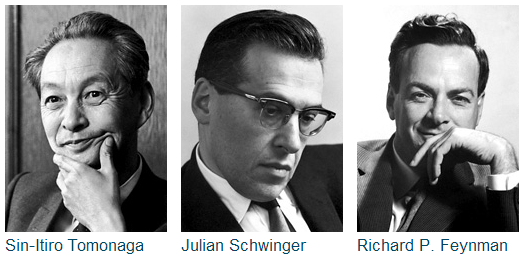 Sin-Itiro Tomonaga
Julian Schwinger
Richard P. Feynman